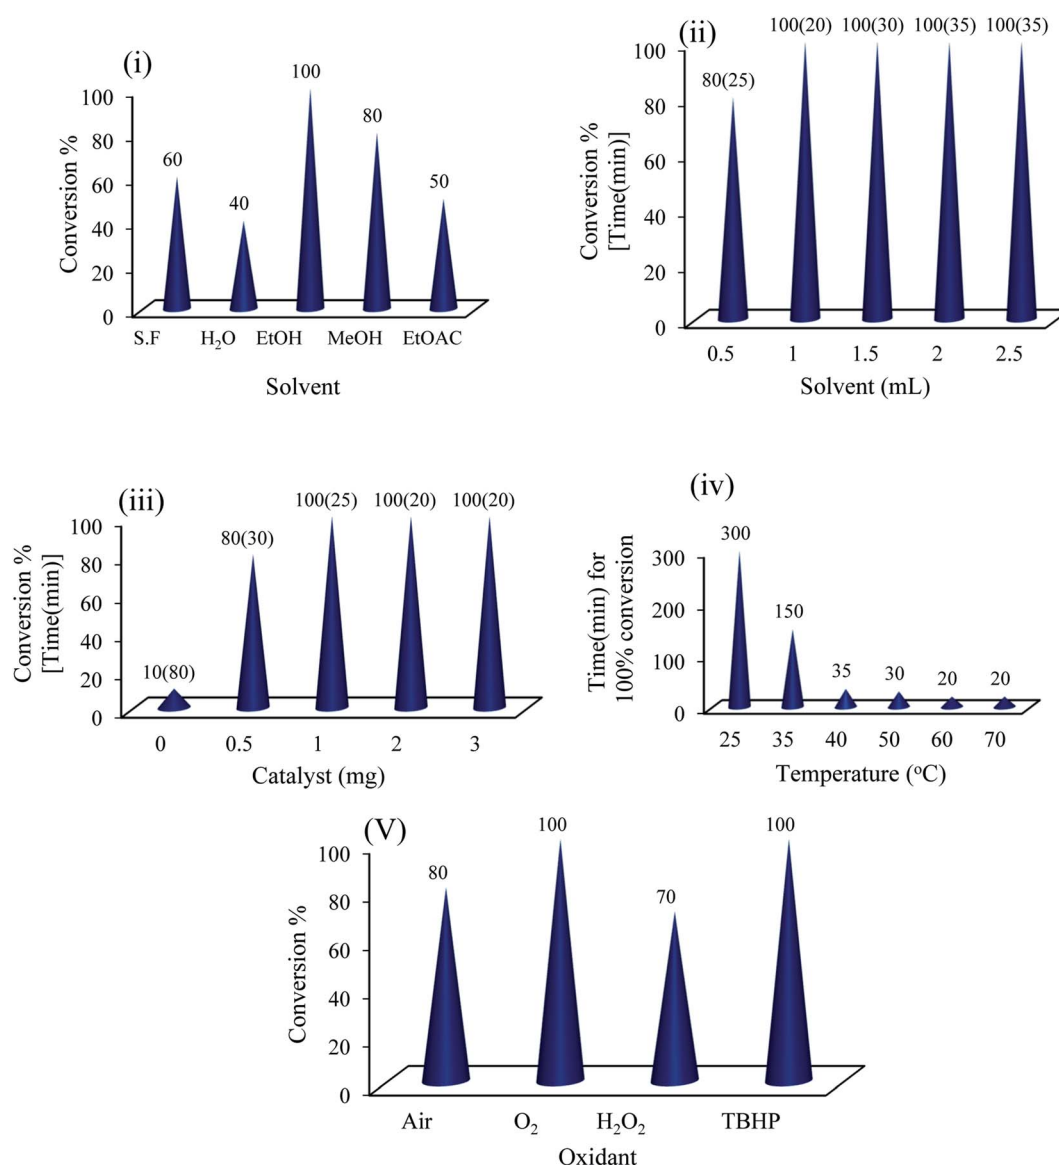 (i)
Conversion %
100
80
60
40
20
0
60
40
100
80
50
S.F H₂O EtOH MeOH EtOAC
Solvent
(ii)
Conversion %
[Time(min)]
100
80
60
40
20
0
80(25)
100(20) 100(30) 100(35) 100(35)
0.5 1 1.5 2 2.5
Solvent (mL)
(iii)
Conversion %
[Time(min)]
100
80
60
40
20
0
10(80)
80(30)
100(25) 100(20) 100(20)
0 0.5 1 2 3
Catalyst (mg)
(iv)
Time(min) for
100% conversion
300
200
100
0
300
150
35
30
20
20
25 35 40 50 60 70
Temperature (°C)
(V)
Conversion %
100
80
60
40
20
0
80
100
70
100
Air O₂ H₂O₂ TBHP
Oxidant